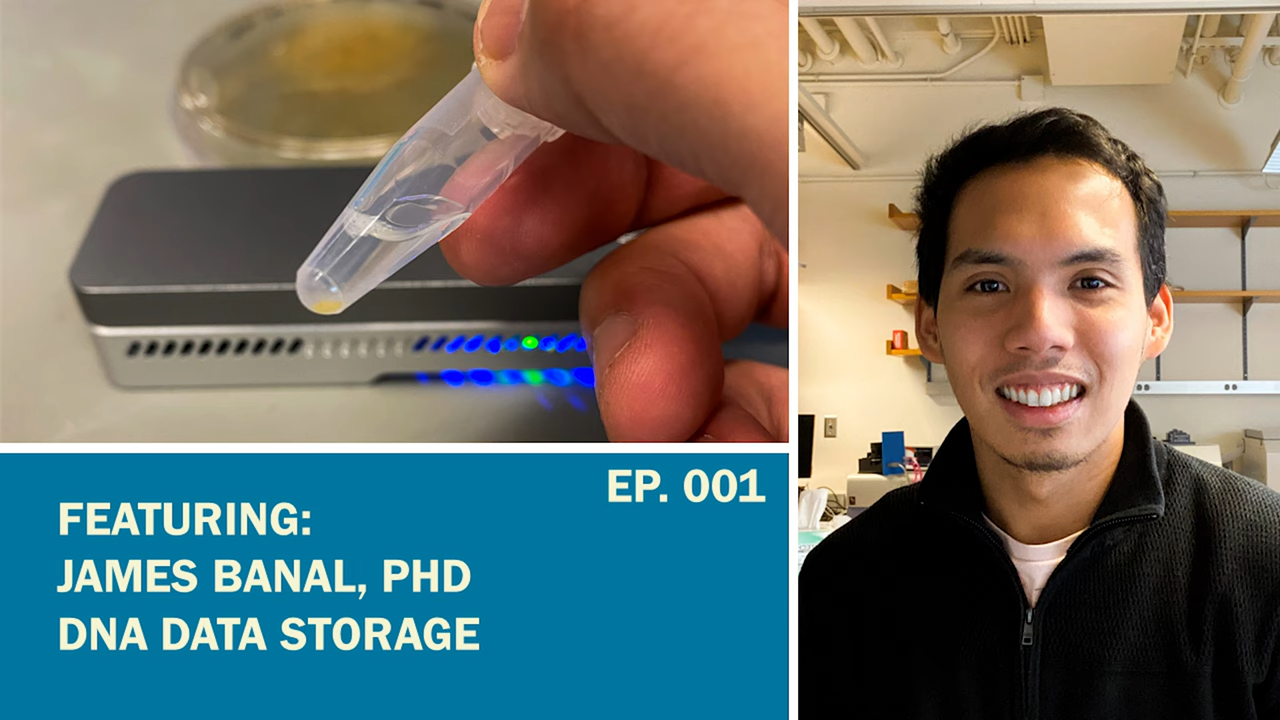 EP. 001
FEATURING:
JAMES BANAL, PHD
DNA DATA STORAGE